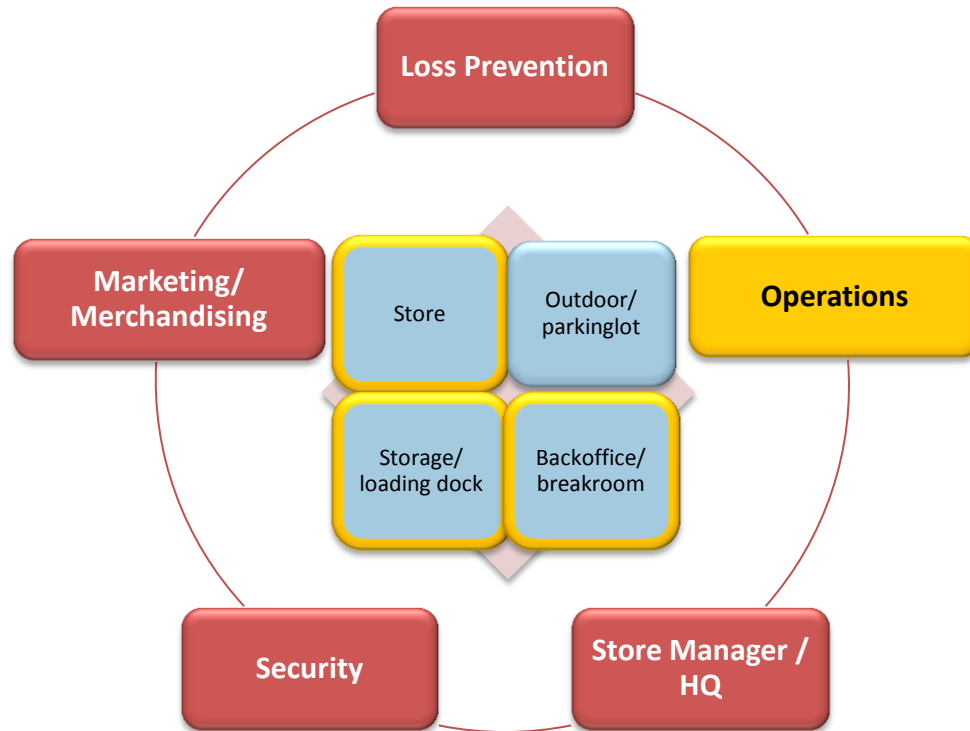 Loss Prevention
Marketing/
Merchandising
Operations
Store
Outdoor/
parkinglot
Storage/
loading dock
Backoffice/
breakroom
Security
Store Manager /
HQ